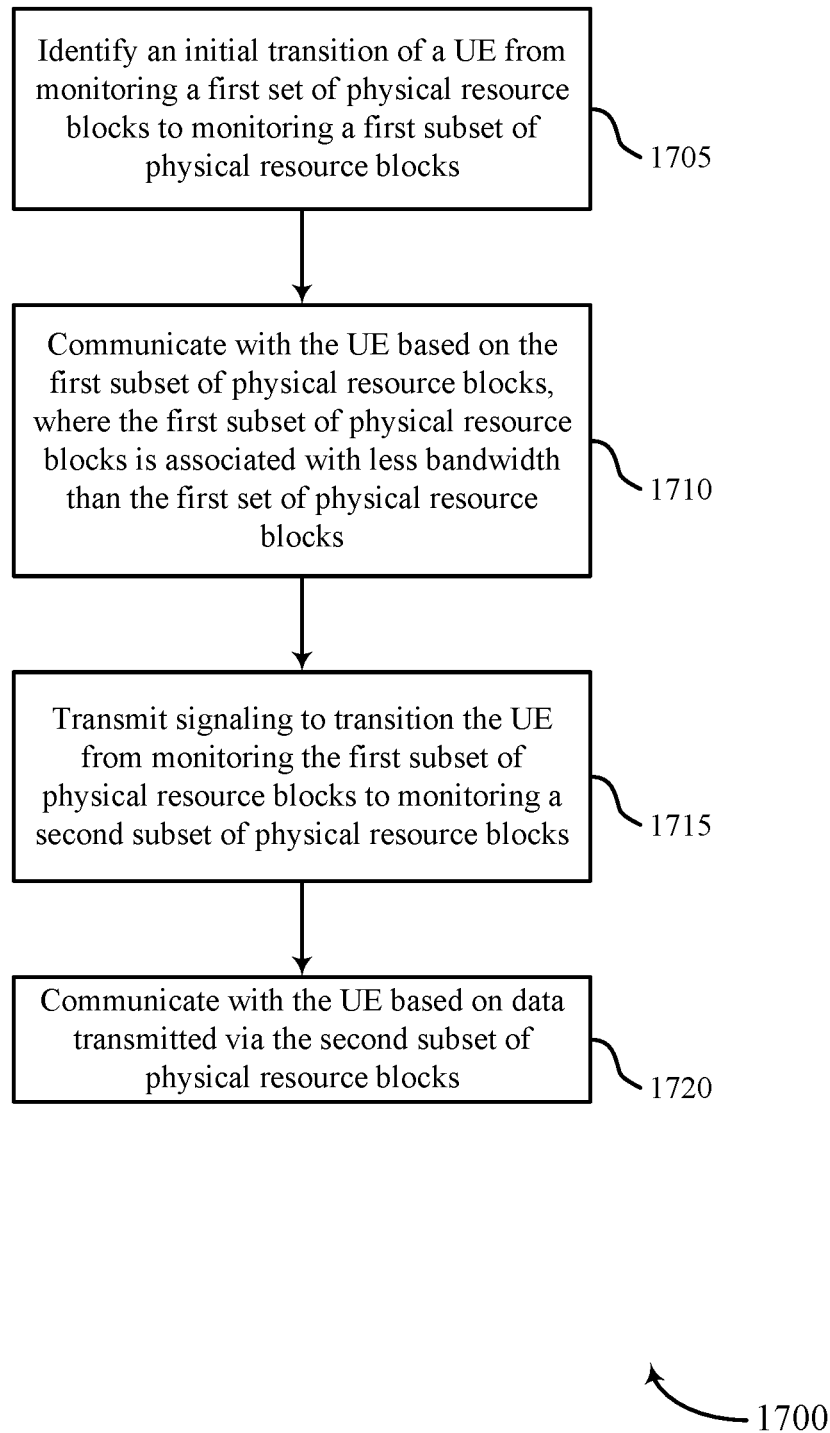 Identify an initial transition of a UE from
monitoring a first set of physical resource
blocks to monitoring a first subset of
physical resource blocks
1705
Communicate with the UE based on the
first subset of physical resource blocks,
where the first subset of physical resource
blocks is associated with less bandwidth
than the first set of physical resource
blocks
1710
Transmit signaling to transition the UE
from monitoring the first subset of
physical resource blocks to monitoring a
second subset of physical resource blocks
1715
Communicate with the UE based on data
transmitted via the second subset of
physical resource blocks
1720
1700